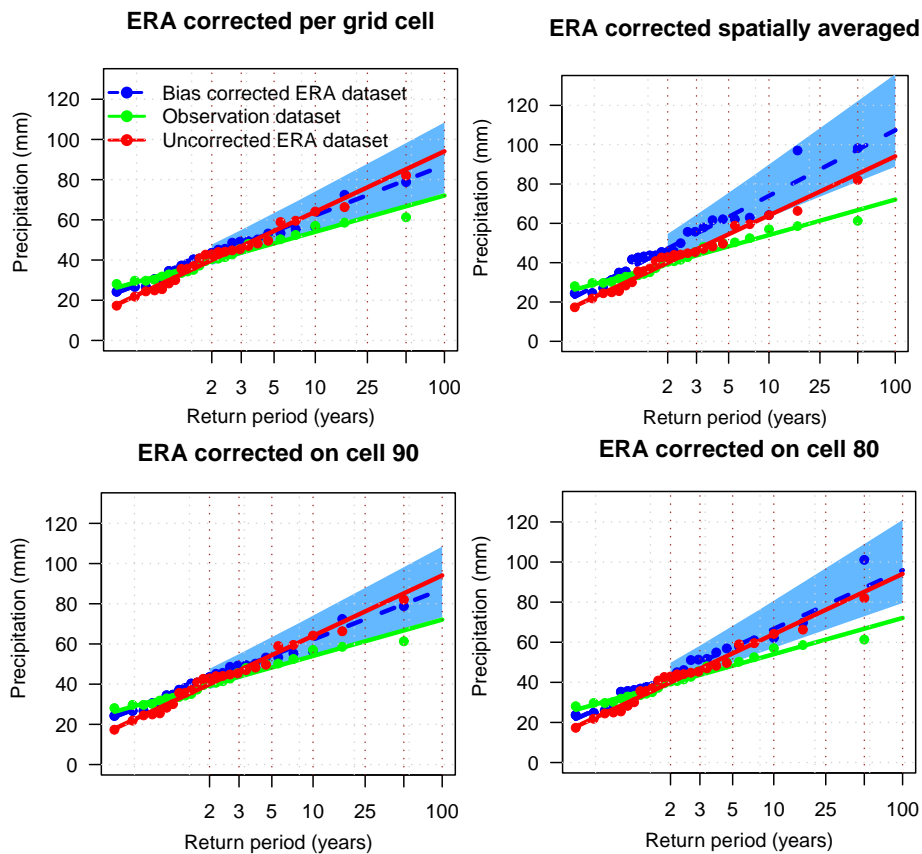 ERA corrected per grid cell
Precipitation (mm)
120
100
80
60
40
20
0
Bias corrected ERA dataset
Observation dataset
Uncorrected ERA dataset
2 3 5 10 25 100
Return period (years)
ERA corrected spatially averaged
Precipitation (mm)
120
100
80
60
40
20
0
2 3 5 10 25 100
Return period (years)
ERA corrected on cell 90
Precipitation (mm)
120
100
80
60
40
20
0
2 3 5 10 25 100
Return period (years)
ERA corrected on cell 80
Precipitation (mm)
120
100
80
60
40
20
0
2 3 5 10 25 100
Return period (years)